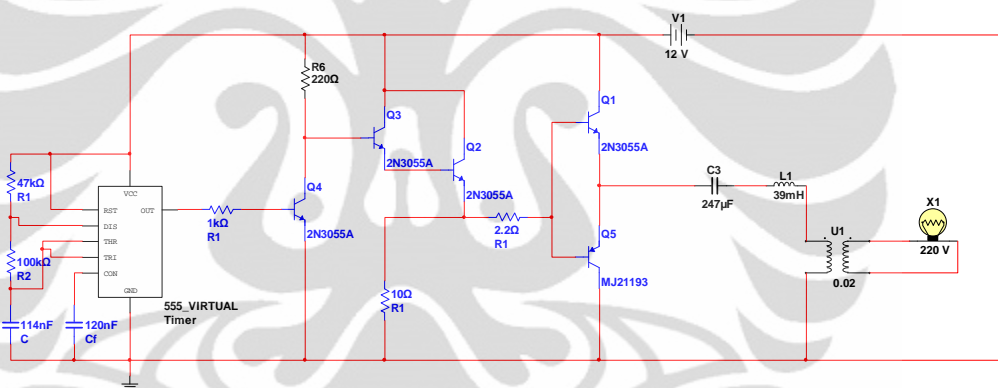 V1
12 V
R6
220Ω
Q3
2N3055A
Q2
2N3055A
Q1
2N3055A
Q4
2N3055A
47kΩ
R1
VCC
RST
OUT
DIS
THR
TRI
CON
GND
1kΩ
R1
100kΩ
R2
114nF
C
120nF
Cf
555_VIRTUAL
Timer
2.2Ω
R1
10Ω
R1
Q5
MJ21193
C3
247µF
L1
39mH
U1
0.02
X1
220 V